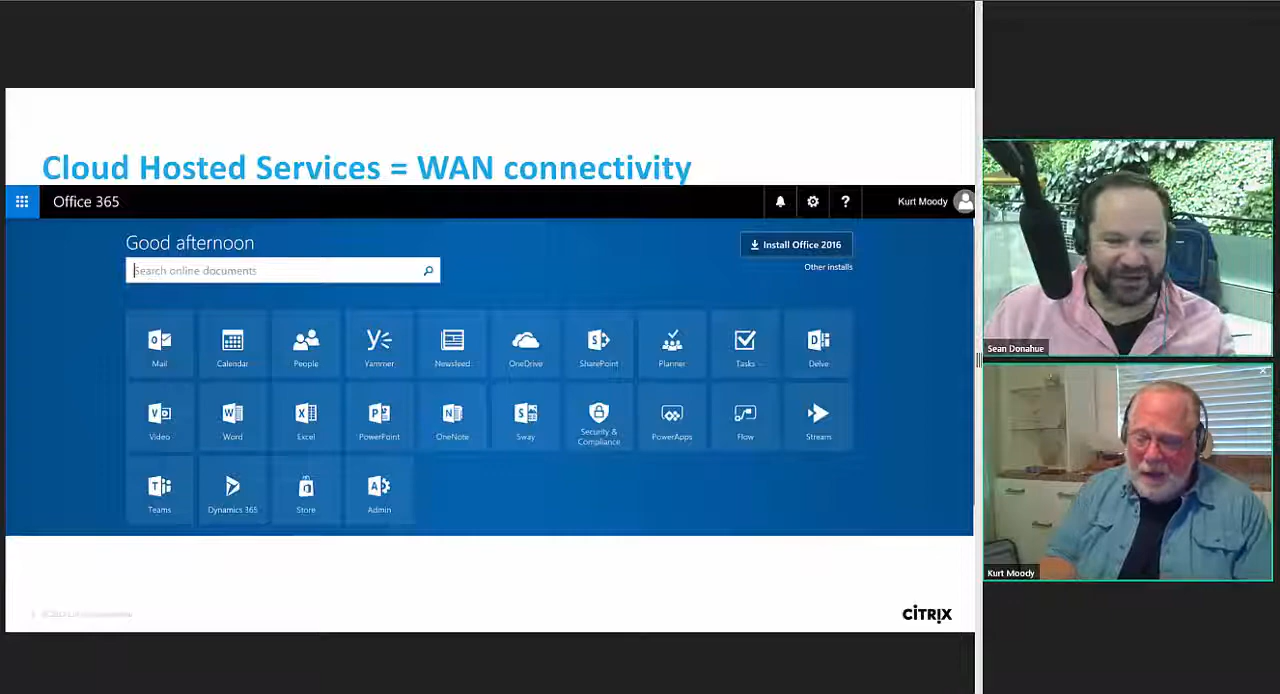 Cloud Hosted Services = WAN connectivity
Office 365
?
Kurt Moody
Good afternoon
Install Office 2016
Search online documents
Other installs
Mail Calendar People Yammer Newsfeed OneDrive SharePoint Planner Tasks Delve
Video Word Excel PowerPoint OneNote Sway Security & Compliance PowerApps Flow Stream
Teams Dynamics 365 Store Admin
CITRIX
Sean Donahue
Kurt Moody